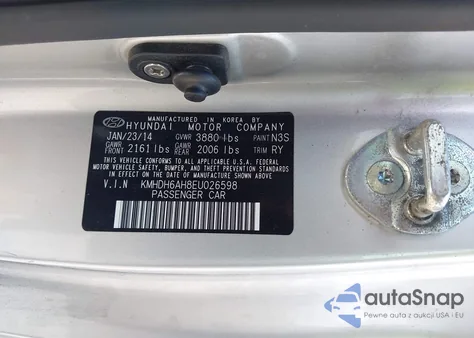 MANUFACTURED IN KOREA BY
HYUNDAI MOTOR COMPANY
JAN/23/14 GVWR 3880 lbs PAINT N3S
GAWR FRONT 2161 lbs GAWR REAR 2006 lbs TRIM RY
THIS VEHICLE CONFORMS TO ALL APPLICABLE U.S.A. FEDERAL
MOTOR VEHICLE SAFETY, BUMPER, AND THEFT PREVENTION
STANDARDS IN EFFECT ON THE DATE OF MANUFACTURE SHOWN ABOVE.
V.I.N KMHDH6AH8EU026598
PASSENGER CAR
autoSnap
Pewne auta z aukcji USA i EU